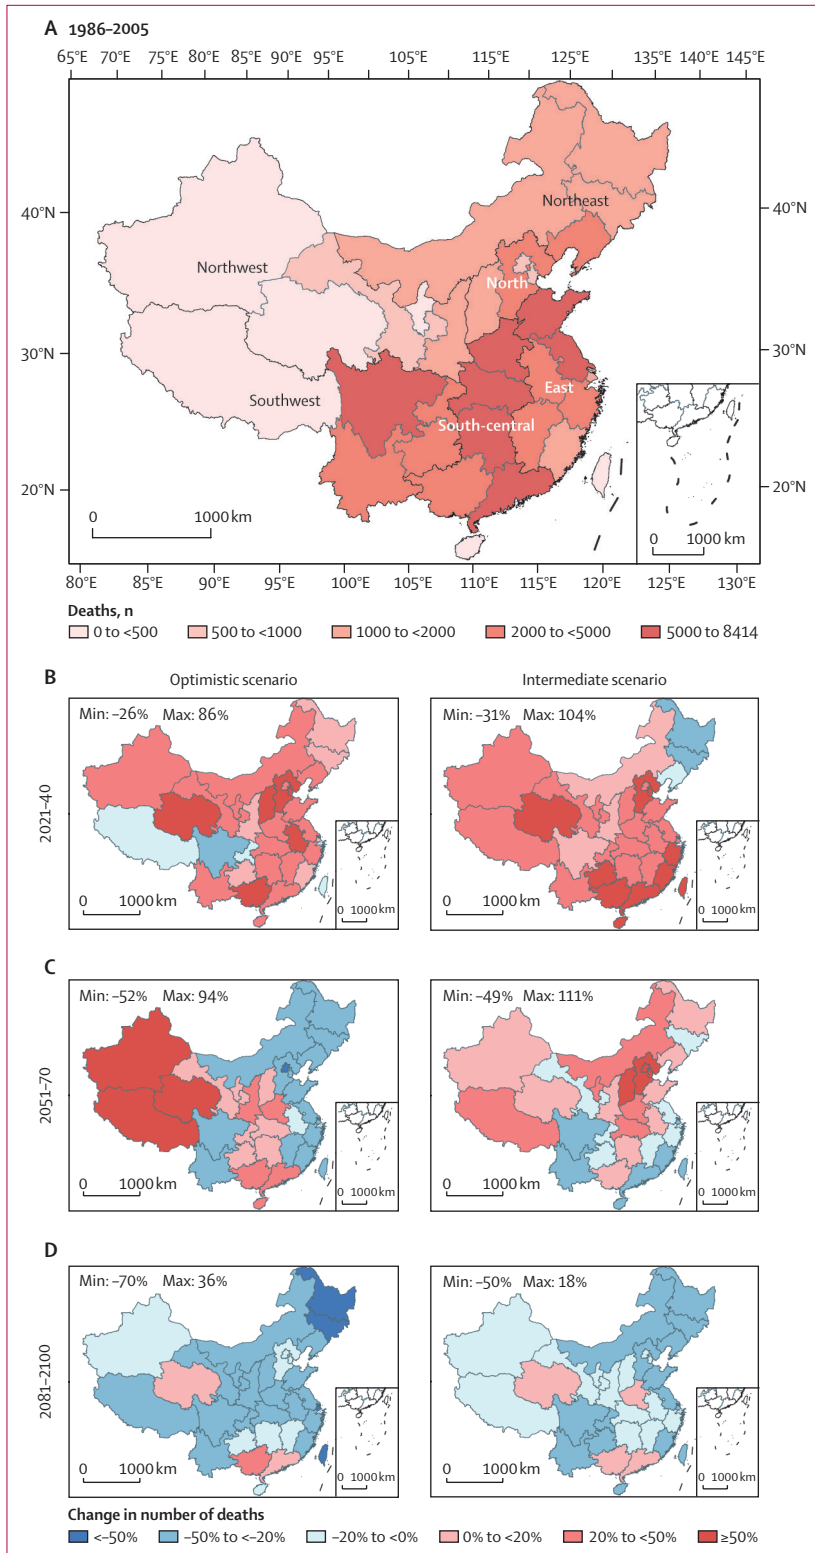 A 1986–2005
65°E 70°E 75°E 80°E 85°E 90°E 95°E 105°E 115°E 125°E 135°E 140°E 145°E
40°N 40°N
30°N 30°N
20°N 20°N
Northeast
Northwest
North
Southwest
East
South-central
0 1000 km
0 1000 km
80°E 85°E 90°E 95°E 100°E 105°E 110°E 115°E 120°E 125°E 130°E
Deaths, n
0 to <500 500 to <1000 1000 to <2000 2000 to <5000 5000 to 8414
B Optimistic scenario Intermediate scenario
2021–40
Min: –26% Max: 86%
0 1000 km
0 1000 km
Min: –31% Max: 104%
0 1000 km
0 1000 km
C
2051–70
Min: –52% Max: 94%
0 1000 km
0 1000 km
Min: –49% Max: 111%
0 1000 km
0 1000 km
D
2081–2100
Min: –70% Max: 36%
0 1000 km
0 1000 km
Min: –50% Max: 18%
0 1000 km
0 1000 km
Change in number of deaths
<–50% –50% to <–20% –20% to <0% 0% to <20% 20% to <50% ≥50%